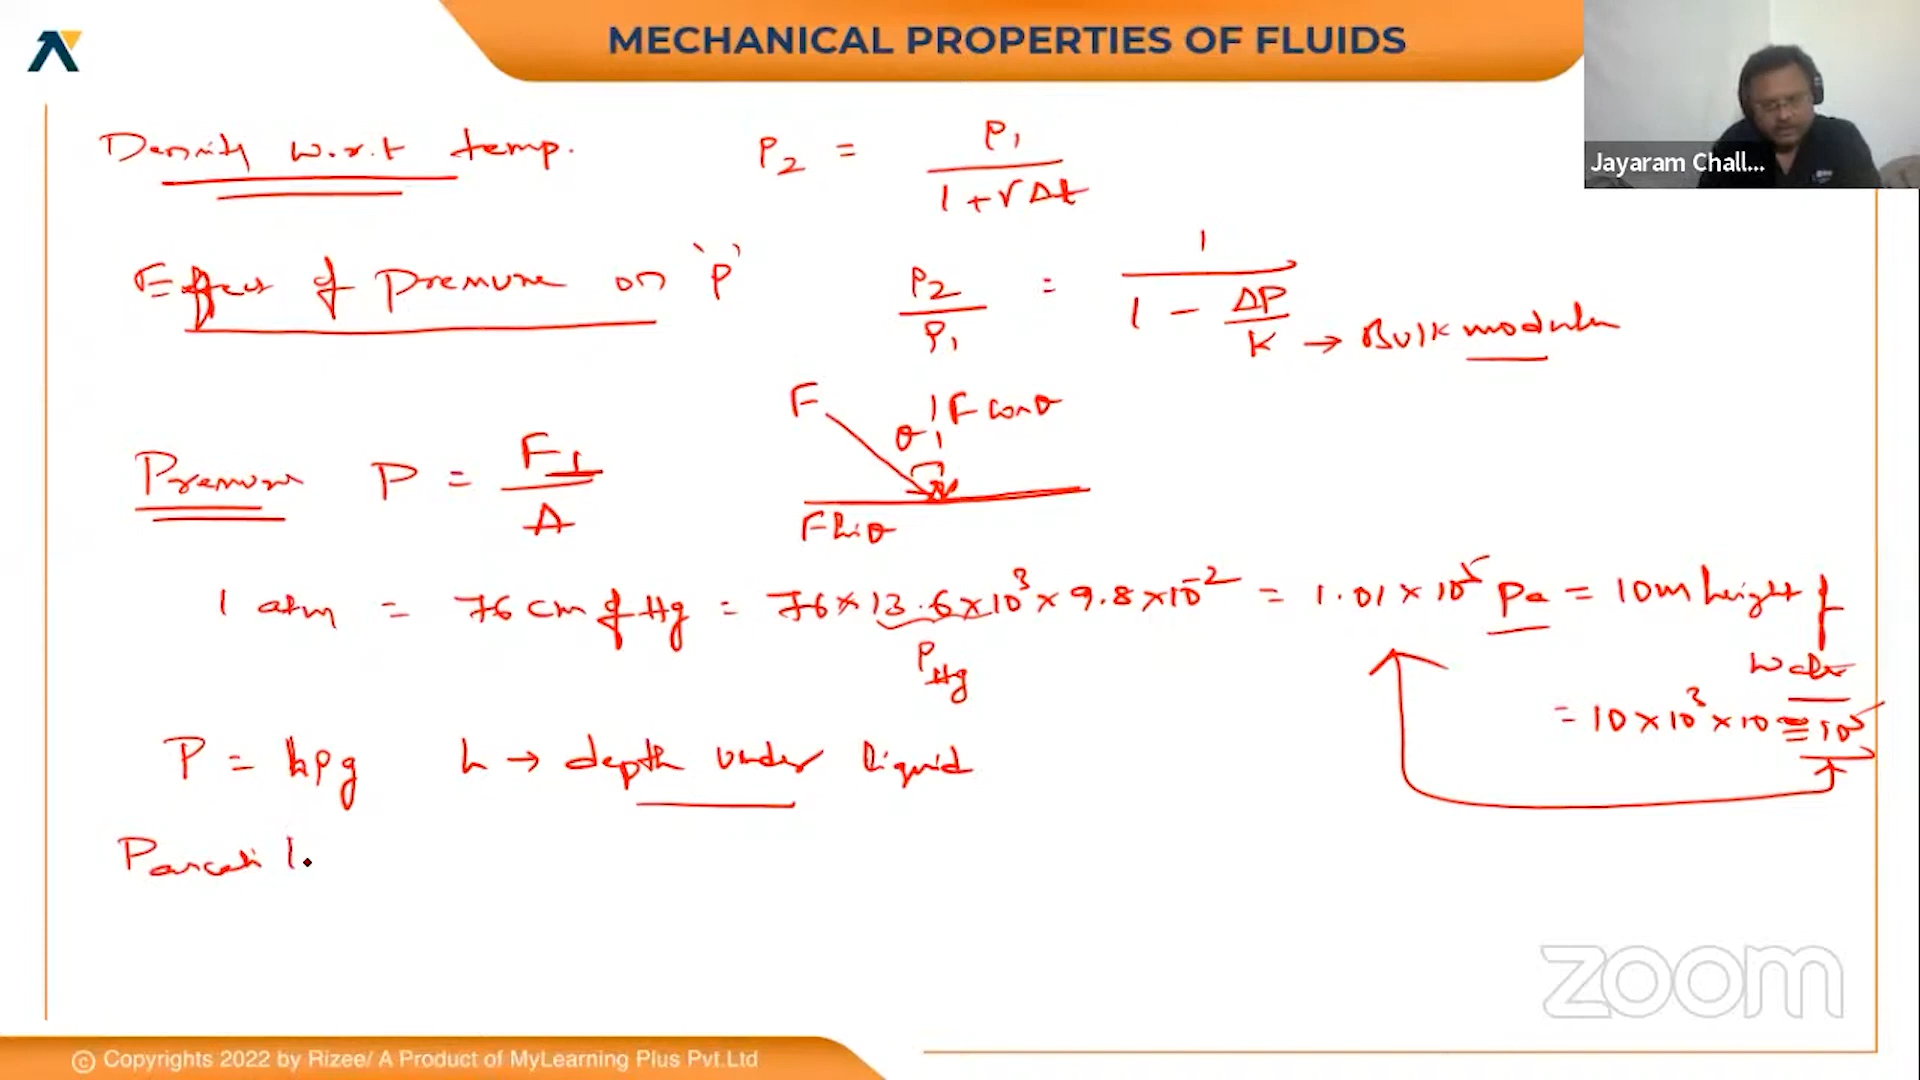 MECHANICAL PROPERTIES OF FLUIDS
Jayaram Chall...
Density w.r.t temp. ρ₂ = ρ₁ / (1 + γΔt)
Effect of Pressure on 'ρ' ρ₂/ρ₁ = 1 / (1 - ΔP/K) → Bulk modulus
F θ F cosθ
Pressure P = F⊥ / A
F sinθ
1 atm = 76 cm of Hg = 76 × 13.6 × 10³ × 9.8 × 10⁻² = 1.01 × 10⁵ Pa = 10m height of
ρHg water
= 10 × 10³ × 10 = 10⁵
P = hρg h → depth under liquid
Pascal's l
zoom
© Copyrights 2022 by Rizee/ A Product of MyLearning Plus Pvt.Ltd